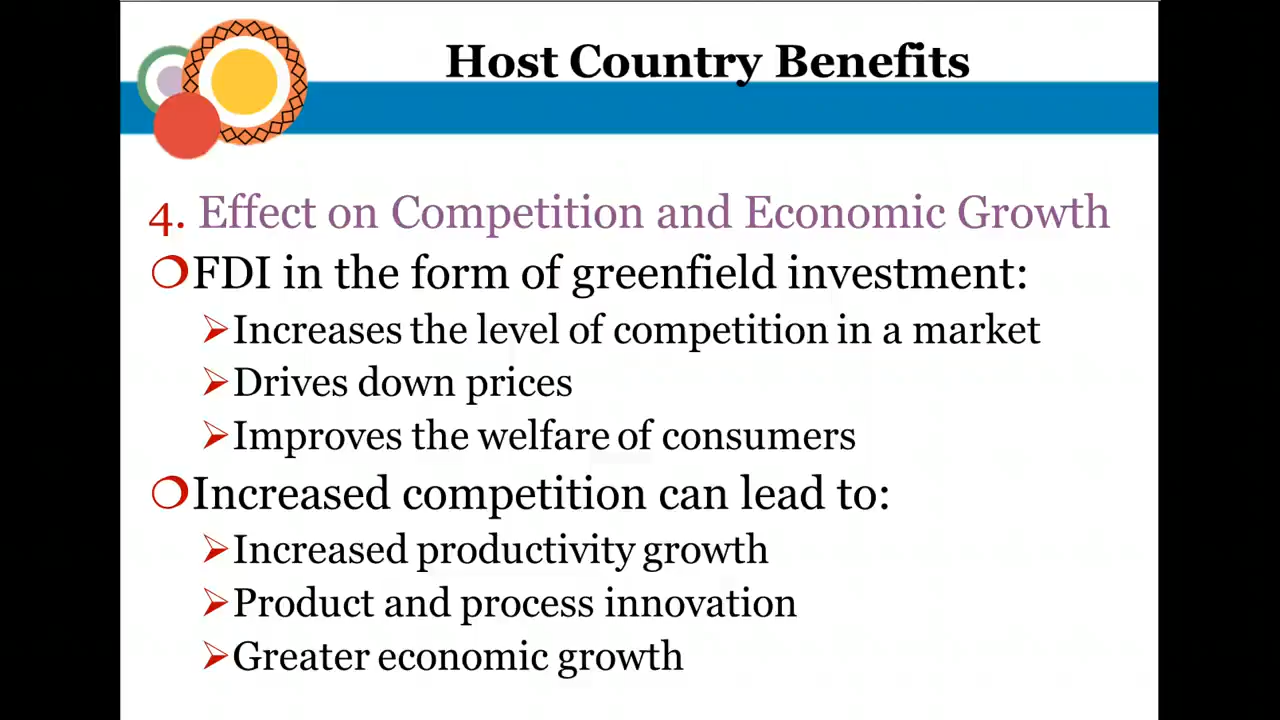 Host Country Benefits
4. Effect on Competition and Economic Growth
FDI in the form of greenfield investment:
Increases the level of competition in a market
Drives down prices
Improves the welfare of consumers
Increased competition can lead to:
Increased productivity growth
Product and process innovation
Greater economic growth